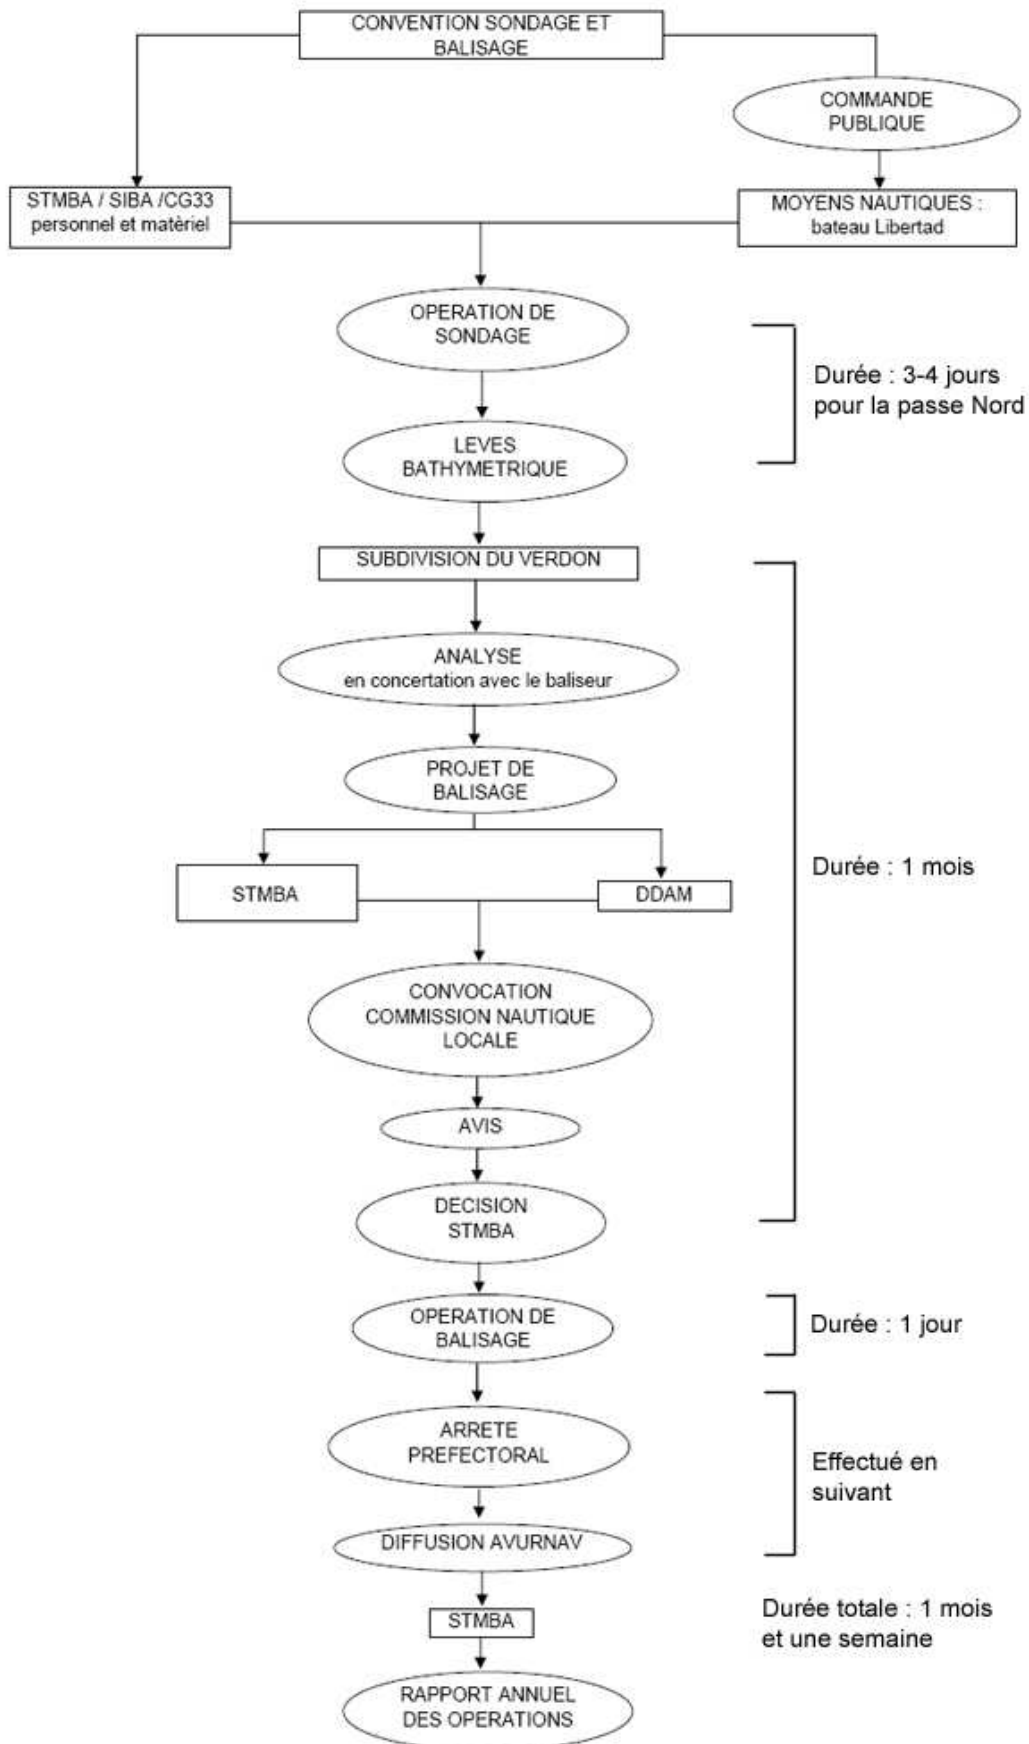 CONVENTION SONDAGE ET
BALISAGE
COMMANDE
PUBLIQUE
STMBA / SIBA /CG33
personnel et matèriel
MOYENS NAUTIQUES :
bateau Libertad
OPERATION DE
SONDAGE
Durée : 3-4 jours
pour la passe Nord
LEVES
BATHYMETRIQUE
SUBDIVISION DU VERDON
ANALYSE
en concertation avec le baliseur
PROJET DE
BALISAGE
Durée : 1 mois
STMBA
DDAM
CONVOCATION
COMMISSION NAUTIQUE
LOCALE
AVIS
DECISION
STMBA
OPERATION DE
BALISAGE
Durée : 1 jour
ARRETE
PREFECTORAL
Effectué en
suivant
DIFFUSION AVURNAV
STMBA
Durée totale : 1 mois
et une semaine
RAPPORT ANNUEL
DES OPERATIONS